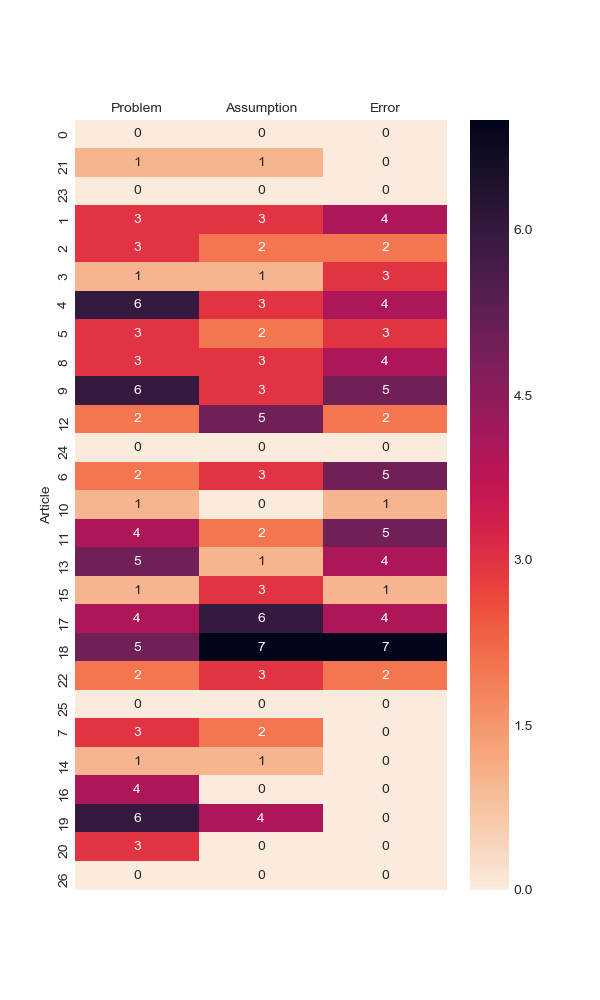 Problem Assumption Error
0 0 0 0
21 1 1 0
23 0 0 0
1 3 3 4
6.0
2 3 2 2
3 1 1 3
4 6 3 4
5 3 2 3
8 3 3 4
9 6 3 5
4.5
12 2 5 2
24 0 0 0
6 2 3 5
Article
10 1 0 1
11 4 2 5
13 5 1 4
3.0
15 1 3 1
17 4 6 4
18 5 7 7
22 2 3 2
25 0 0 0
1.5
7 3 2 0
14 1 1 0
16 4 0 0
19 6 4 0
20 3 0 0
26 0 0 0
0.0